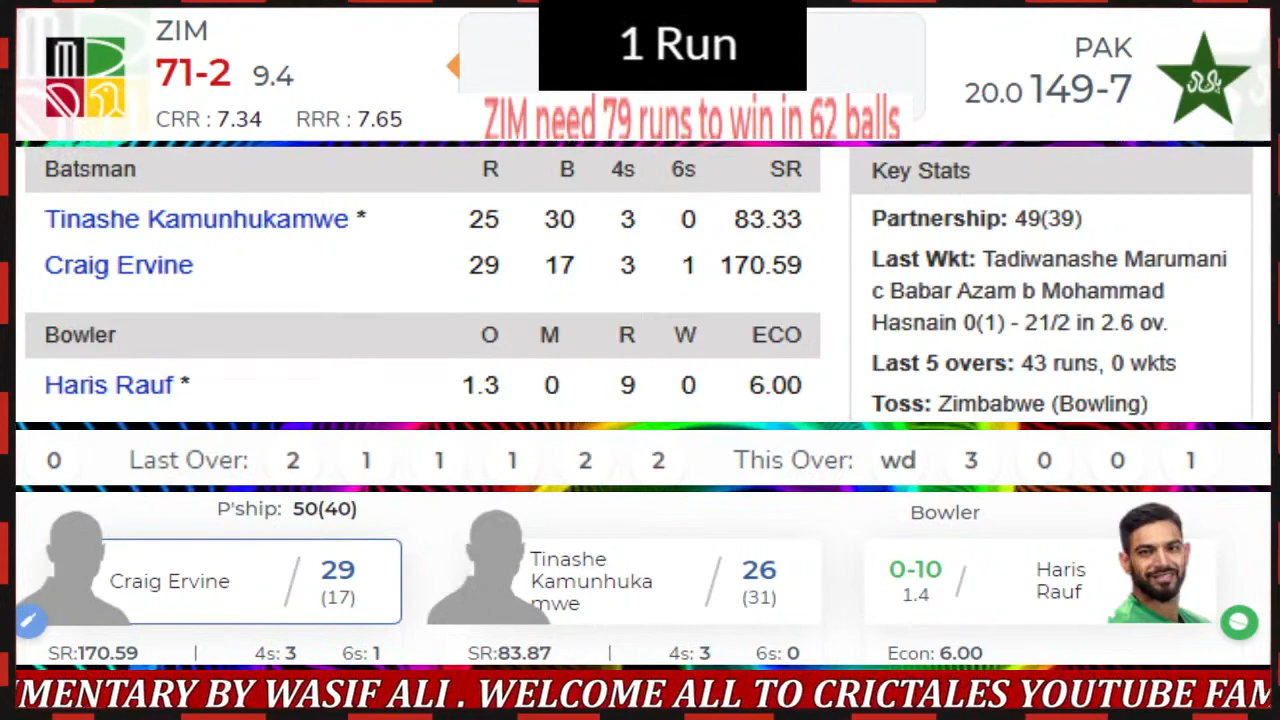 ZIM
71-2 9.4
CRR : 7.34 RRR : 7.65
1 Run
ZIM need 79 runs to win in 62 balls
PAK
20.0 149-7
Batsman R B 4s 6s SR
Tinashe Kamunhukamwe * 25 30 3 0 83.33
Craig Ervine 29 17 3 1 170.59
Bowler O M R W ECO
Haris Rauf * 1.3 0 9 0 6.00
Key Stats
Partnership: 49(39)
Last Wkt: Tadiwanashe Marumani
c Babar Azam b Mohammad
Hasnain 0(1) - 21/2 in 2.6 ov.
Last 5 overs: 43 runs, 0 wkts
Toss: Zimbabwe (Bowling)
0 Last Over: 2 1 1 1 2 2 This Over: wd 3 0 0 1
P'ship: 50(40)
Craig Ervine / 29
(17)
SR:170.59 | 4s: 3 6s: 1
Tinashe
Kamunhuka
mwe / 26
(31)
SR:83.87 | 4s: 3 6s: 0
Bowler
0-10 / Haris
1.4 Rauf
Econ: 6.00
MENTARY BY WASIF ALI . WELCOME ALL TO CRICTALES YOUTUBE FAM